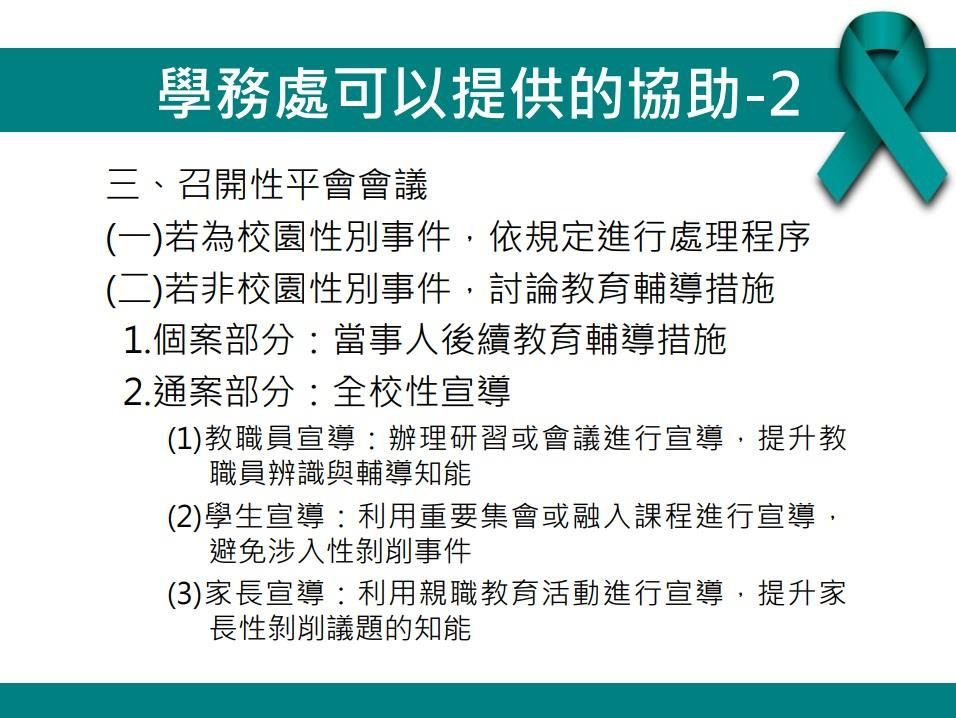 學務處可以提供的協助-2
三、召開性平會會議
(一)若為校園性別事件，依規定進行處理程序
(二)若非校園性別事件，討論教育輔導措施
1.個案部分：當事人後續教育輔導措施
2.通案部分：全校性宣導
(1)教職員宣導：辦理研習或會議進行宣導，提升教
職員辨識與輔導知能
(2)學生宣導：利用重要集會或融入課程進行宣導，
避免涉入性剝削事件
(3)家長宣導：利用親職教育活動進行宣導，提升家
長性剝削議題的知能